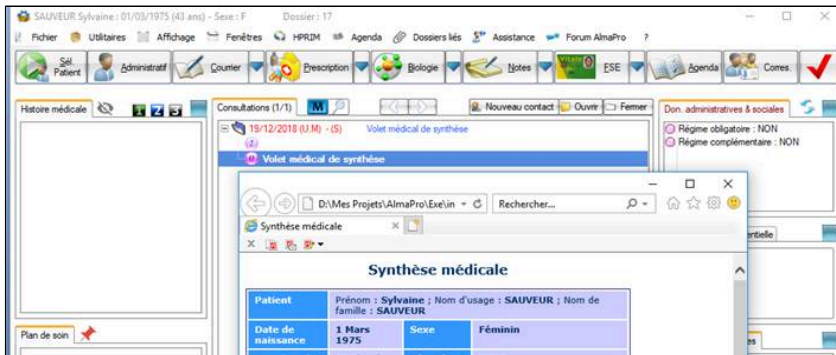 SAUVEUR Sylvaine : 01/03/1975 (43 ans) - Sexe : F Dossier : 17
Fichier Utilitaires Affichage Fenêtres HPRIM Agenda Dossiers liés Assistance Forum AlmaPro ?
Sél. Patient Administratif Courrier Prescription Biologie Notes Vitale FSE Agenda Corres.
Histoire médicale 1 2 3
Consultations (1/1) M Nouveau contact Ouvrir Fermer
Don. administratives & sociales
19/12/2018 (U.M) - (S) Volet médical de synthèse
Volet médical de synthèse
Régime obligatoire : NON
Régime complémentaire : NON
D:\Mes Projets\AlmaPro\Exe\in Rechercher...
Synthèse médicale
Synthèse médicale
Patient Prénom : Sylvaine ; Nom d'usage : SAUVEUR ; Nom de
famille : SAUVEUR
Date de
naissance
1 Mars
1975
Sexe Féminin
Plan de soin